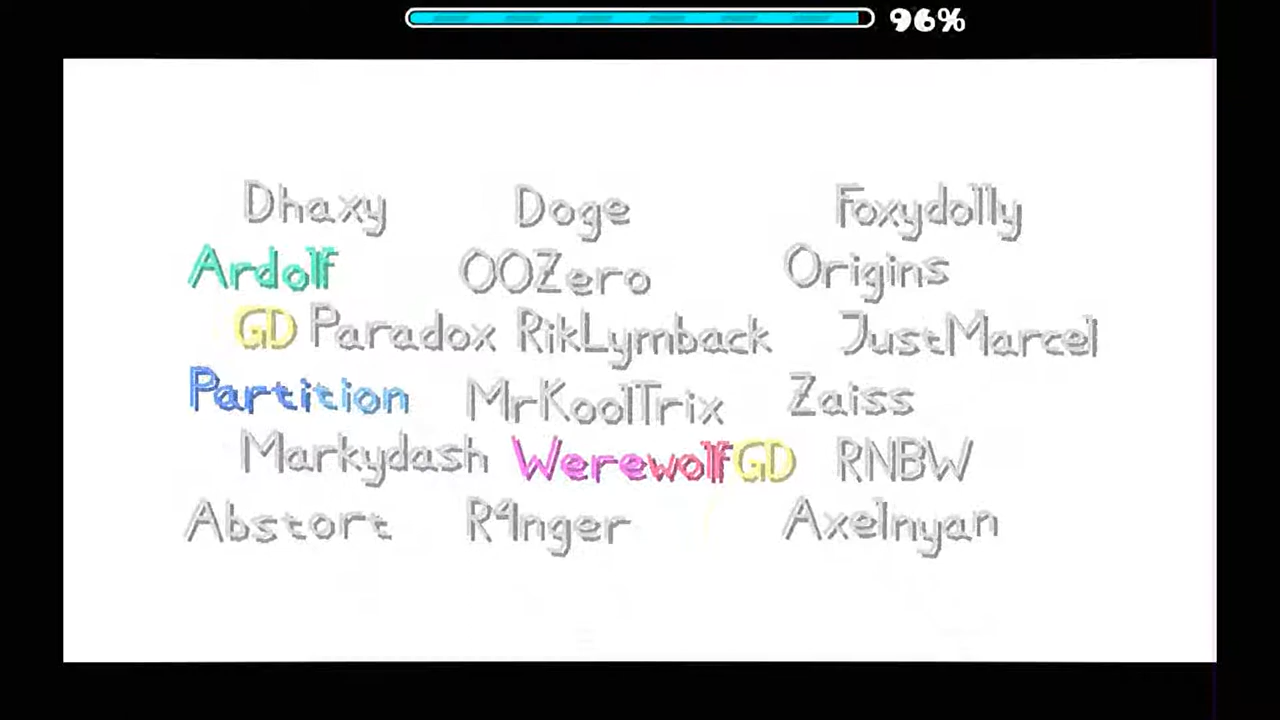 96%
Dhaxy Doge Foxydolly
Ardolf OOZero Origins
GD Paradox RikLymback JustMarcel
Partition MrKoolTrix Zaiss
Markydash WerewolfGD RNBW
Abstort R4nger Axelnyan